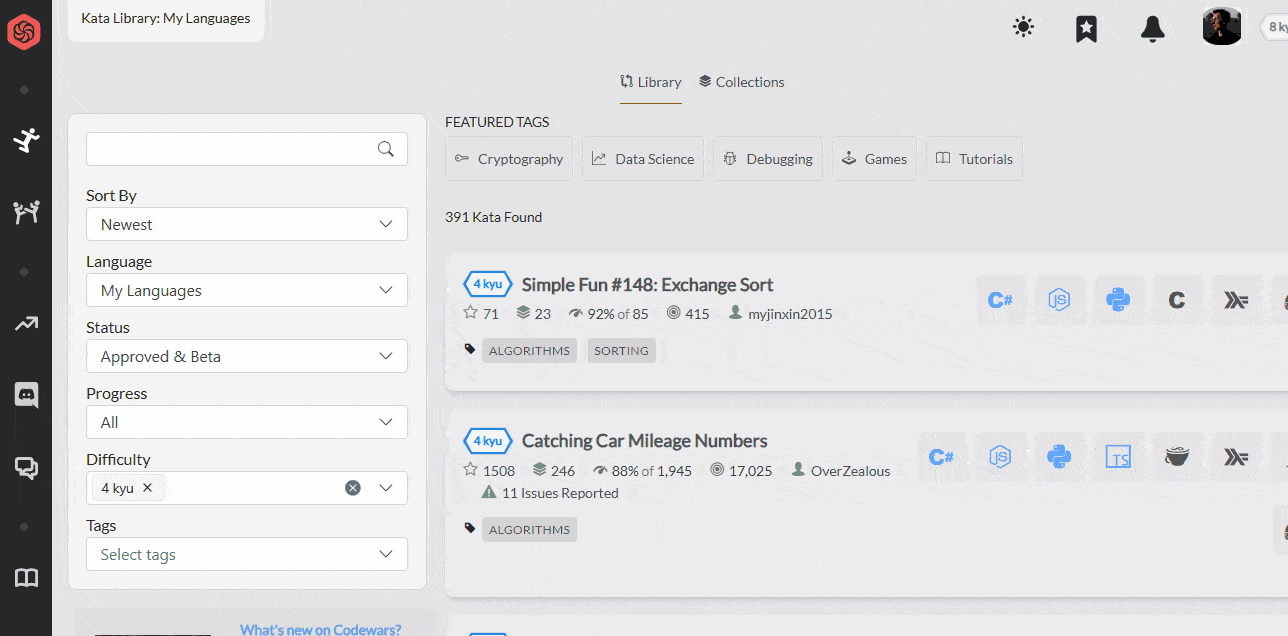 Kata Library: My Languages
8 ky
Library
Collections
FEATURED TAGS
Cryptography
Data Science
Debugging
Games
Tutorials
391 Kata Found
Sort By
Newest
Language
My Languages
Status
Approved & Beta
Progress
All
Difficulty
4 kyu
Tags
Select tags
What's new on Codewars?
4 kyu Simple Fun #148: Exchange Sort
71 23 92% of 85 415 myjinxin2015
ALGORITHMS SORTING
C# JS C
4 kyu Catching Car Mileage Numbers
1508 246 88% of 1,945 17,025 OverZealous
11 Issues Reported
ALGORITHMS
C# JS TS